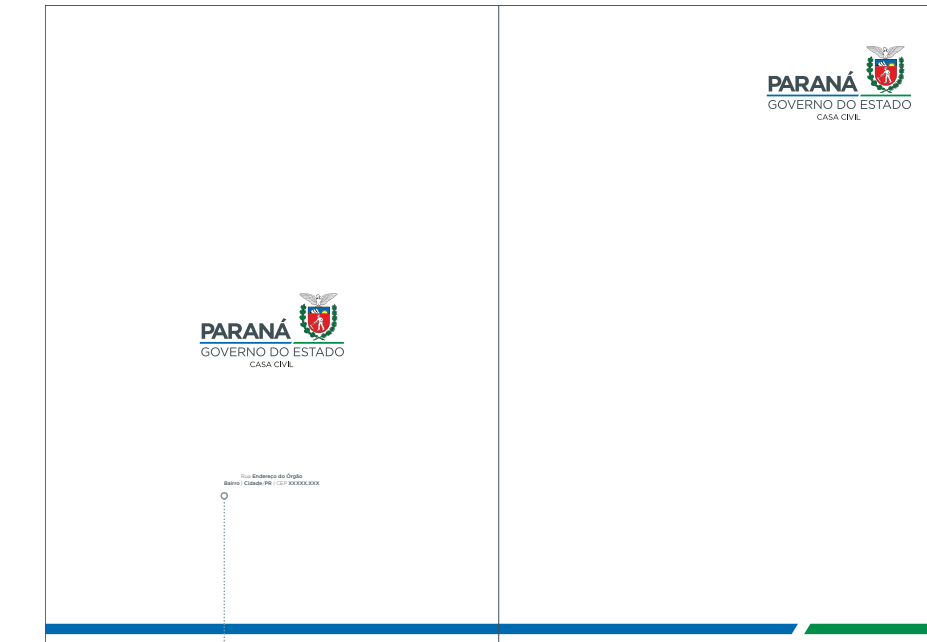 PARANÁ
GOVERNO DO ESTADO
CASA CIVIL
Rua Endereço do Órgão
Bairro | Cidade/PR | CEP XXXXX.XXX
PARANÁ
GOVERNO DO ESTADO
CASA CIVIL